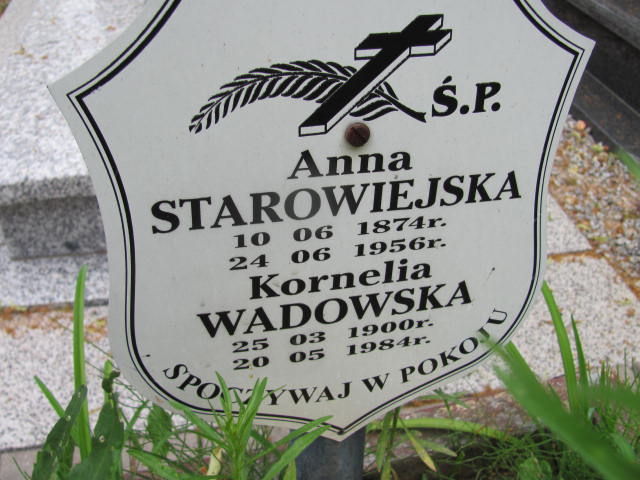 Ś.P.
Anna
STAROWIEJSKA
10 06 1874r.
24 06 1956r.
Kornelia
WADOWSKA
25 03 1900r.
20 05 1984r.
SPOCZYWAJ W POKOJU